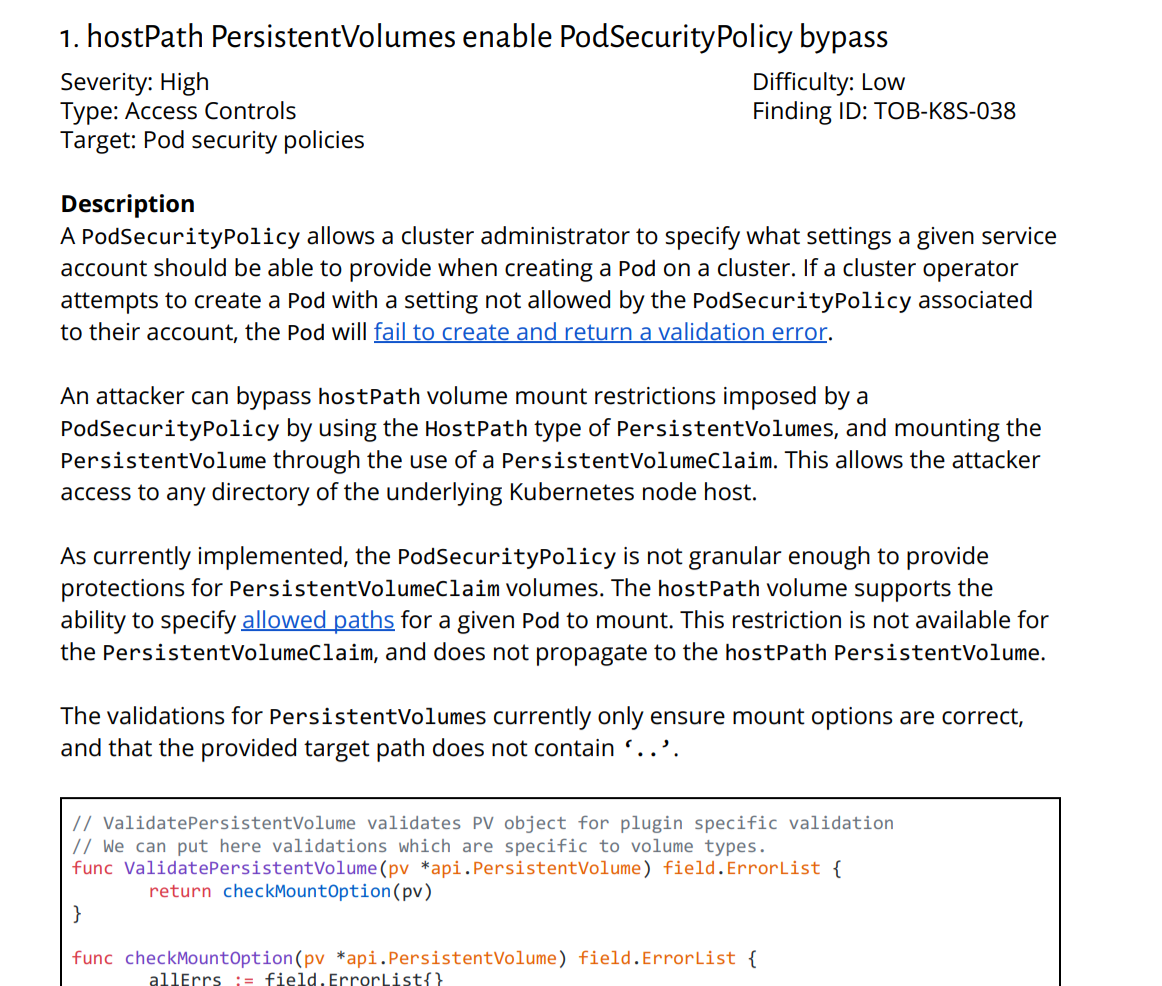 1. hostPath PersistentVolumes enable PodSecurityPolicy bypass
Severity: High
Difficulty: Low
Type: Access Controls
Finding ID: TOB-K8S-038
Target: Pod security policies
Description
A PodSecurityPolicy allows a cluster administrator to specify what settings a given service
account should be able to provide when creating a Pod on a cluster. If a cluster operator
attempts to create a Pod with a setting not allowed by the PodSecurityPolicy associated
to their account, the Pod will fail to create and return a validation error.
An attacker can bypass hostPath volume mount restrictions imposed by a
PodSecurityPolicy by using the HostPath type of PersistentVolumes, and mounting the
PersistentVolume through the use of a PersistentVolumeClaim. This allows the attacker
access to any directory of the underlying Kubernetes node host.
As currently implemented, the PodSecurityPolicy is not granular enough to provide
protections for PersistentVolumeClaim volumes. The hostPath volume supports the
ability to specify allowed paths for a given Pod to mount. This restriction is not available for
the PersistentVolumeClaim, and does not propagate to the hostPath PersistentVolume.
The validations for PersistentVolumes currently only ensure mount options are correct,
and that the provided target path does not contain ‘..’.
// ValidatePersistentVolume validates PV object for plugin specific validation
// We can put here validations which are specific to volume types.
func ValidatePersistentVolume(pv *api.PersistentVolume) field.ErrorList {
return checkMountOption(pv)
}
func checkMountOption(pv *api.PersistentVolume) field.ErrorList {
allErrs := field.ErrorList{}